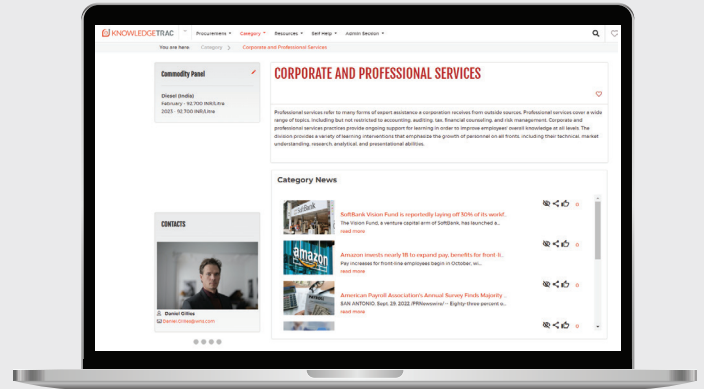 KNOWLEDGETRAC
Procurement
Category
Resources
Self Help
Admin Section
You are here:
Category
Corporate and Professional Services
Commodity Panel
Diesel (India)
February - 92.700 INR/Litre
2023 - 92.700 INR/Litre
CORPORATE AND PROFESSIONAL SERVICES
Professional services refer to many forms of expert assistance a corporation receives from outside sources. Professional services cover a wide
range of topics, including but not restricted to accounting, auditing, tax, financial counseling, and risk management. Corporate and
professional services practices provide ongoing support for learning in order to improve employees' overall knowledge at all levels. The
division provides a variety of learning interventions that emphasize the growth of personnel on all fronts, including their technical, market
understanding, research, analytical, and presentational abilities.
Category News
SoftBank
SoftBank Vision Fund is reportedly laying off 30% of its workf..
The Vision Fund, a venture capital arm of SoftBank, has launched a...
read more
0
amazon
Amazon invests nearly 1B to expand pay, benefits for front-li..
Pay increases for front-line employees begin in October, wi...
read more
0
PAYROLL
American Payroll Association's Annual Survey Finds Majority ..
SAN ANTONIO, Sept. 29, 2022 /PRNewswire/ -- Eighty-three percent o...
read more
0
0
CONTACTS
Daniel Gillies